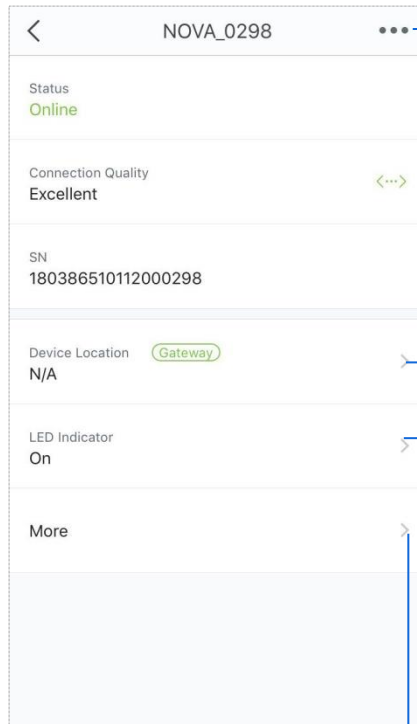 NOVA_0298
Status
Online
Connection Quality
Excellent
SN
180386510112000298
Device Location Gateway
N/A
LED Indicator
On
More